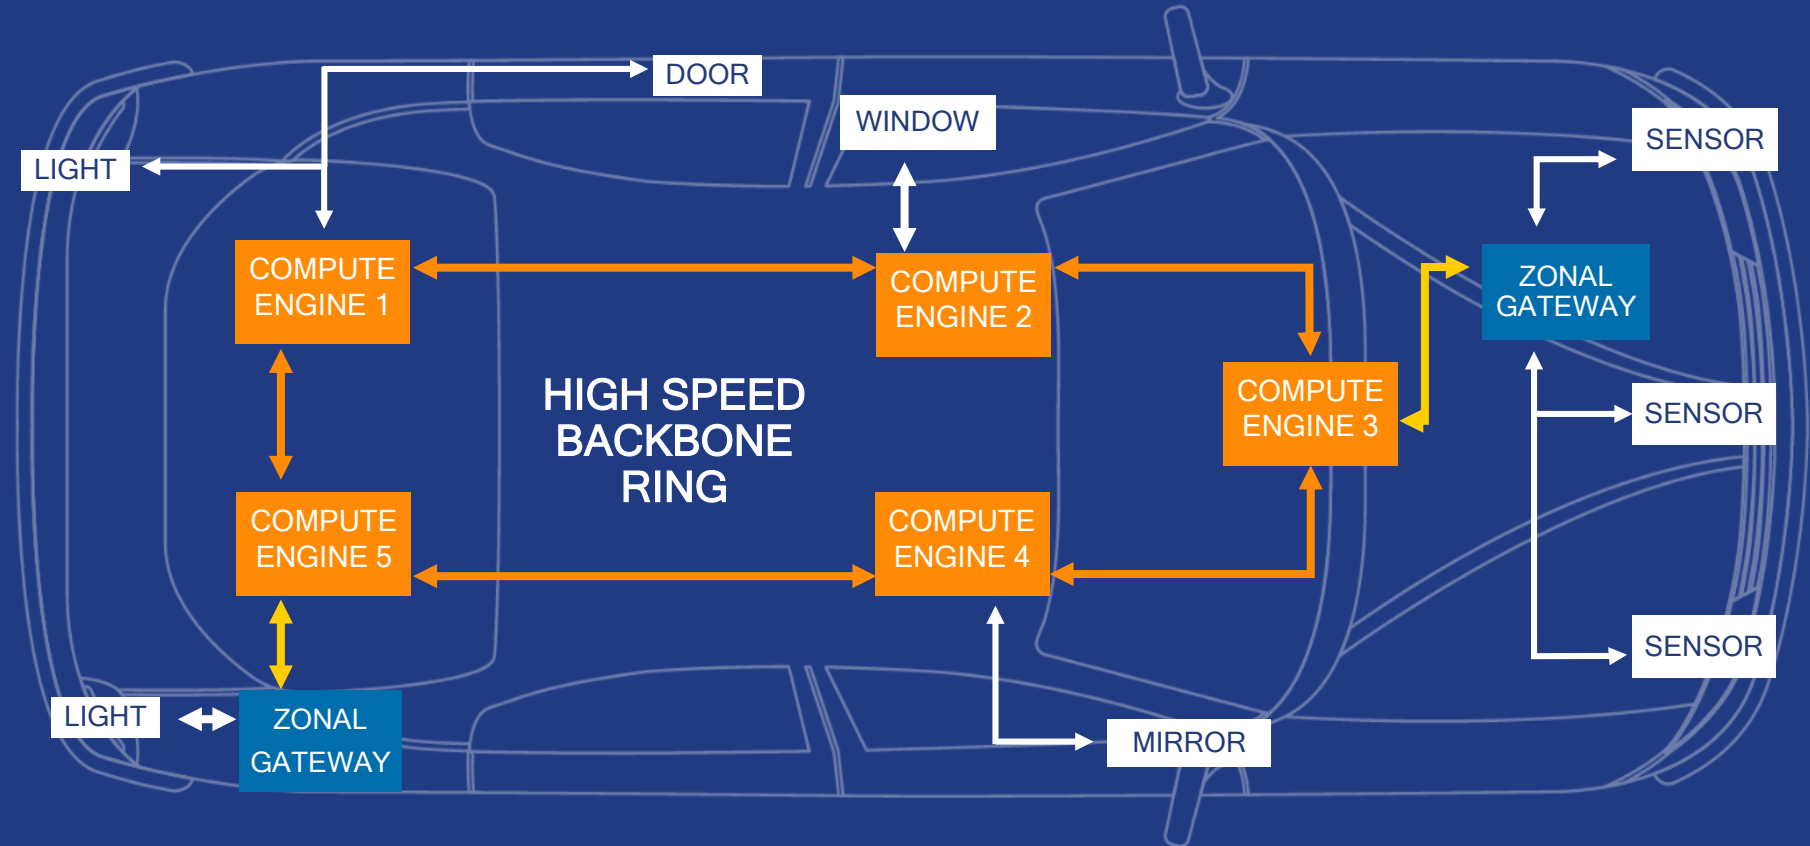 DOOR
WINDOW
SENSOR
LIGHT
COMPUTE
ENGINE 1
COMPUTE
ENGINE 2
ZONAL
GATEWAY
HIGH SPEED
BACKBONE
RING
COMPUTE
ENGINE 3
SENSOR
COMPUTE
ENGINE 5
COMPUTE
ENGINE 4
SENSOR
LIGHT
ZONAL
GATEWAY
MIRROR